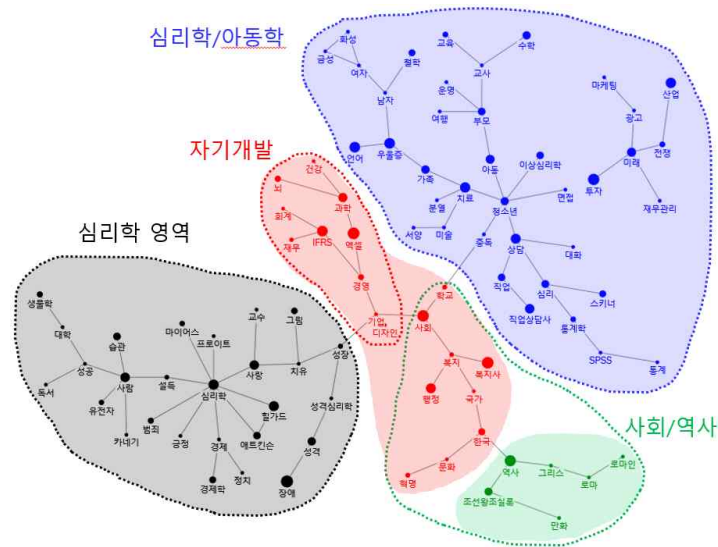 심리학/아동학
화성
금성
여자
철학
남자
교육
수학
교사
운명
여행
부모
마케팅
산업
광고
전쟁
미래
투자
재무관리
언어
우울증
가족
아동
이상심리학
치료
청소년
면접
분열
서양
미술
중독
상담
대화
직업
심리
직업상담사
스키너
통계학
SPSS
통계
자기개발
건강
뇌
과학
회계
IFRS
엑셀
재무
경영
기업
디자인
학교
사회
복지
복지사
행정
국가
한국
문화
혁명
심리학 영역
생물학
대학
마이어스
교수
그림
습관
프로이트
성공
사람
설득
사랑
치유
성장
독서
심리학
유전자
카네기
범죄
긍정
경제
힐가드
앳트킨슨
성격심리학
성격
경제학
정치
장애
사회/역사
역사
그리스
로마인
로마
조선왕조실록
만화